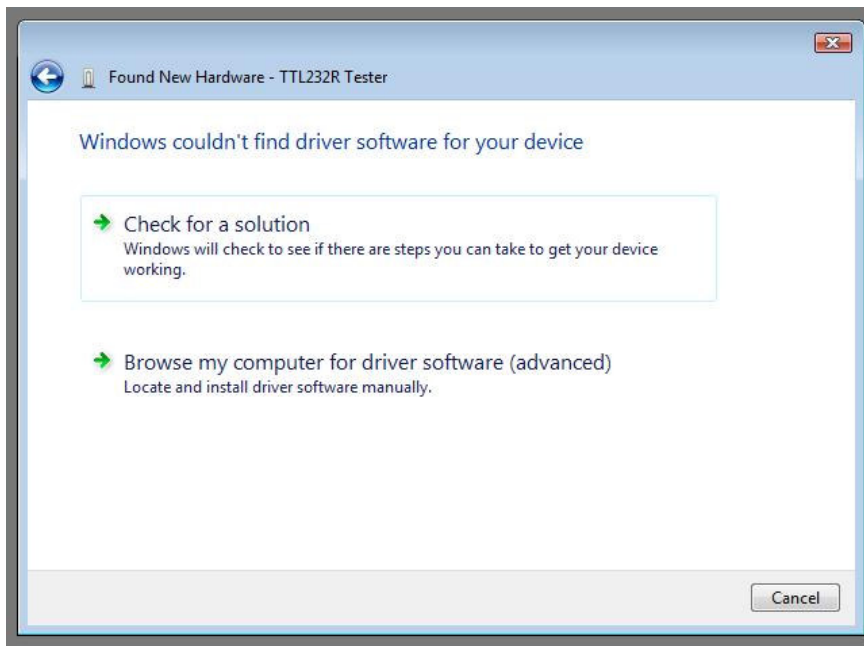 Found New Hardware - TTL232R Tester
Windows couldn't find driver software for your device
Check for a solution
Windows will check to see if there are steps you can take to get your device
working.
Browse my computer for driver software (advanced)
Locate and install driver software manually.
Cancel